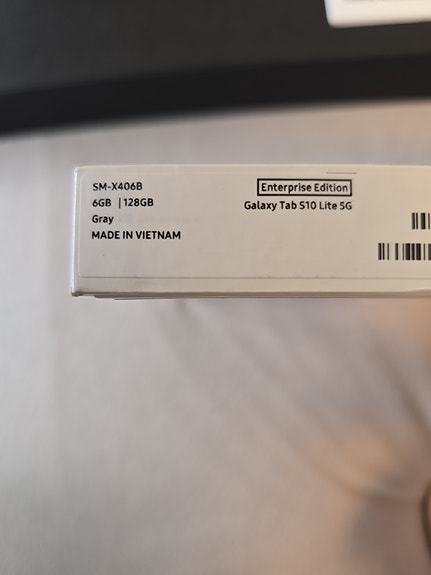 SM-X406B
6GB | 128GB
Gray
MADE IN VIETNAM
Enterprise Edition
Galaxy Tab S10 Lite 5G